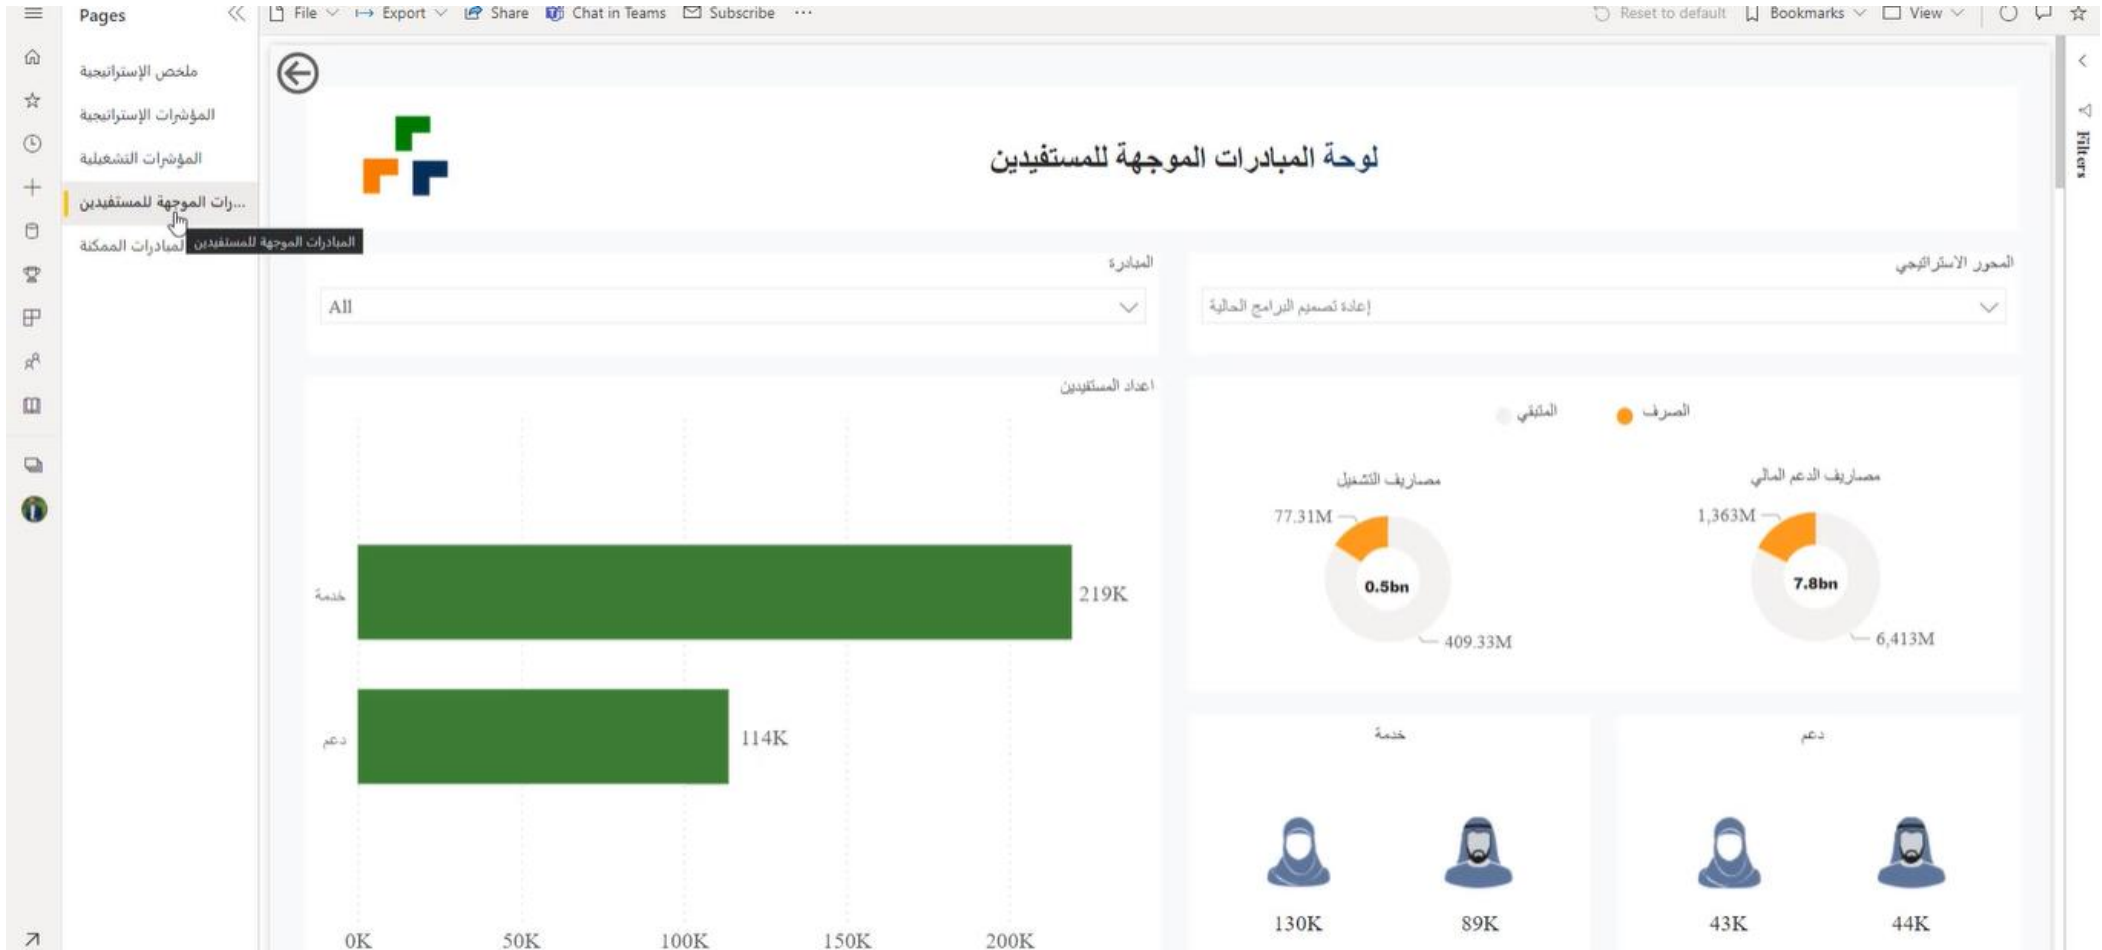 Pages
File
Export
Share
Chat in Teams
Subscribe
Reset to default
Bookmarks
View
ملخص الإستراتيجية
المؤشرات الإستراتيجية
المؤشرات التشغيلية
...رات الموجهة للمستفيدين
المبادرات الموجهة للمستفيدين
لمبادرات الممكنة
Filters
لوحة المبادرات الموجهة للمستفيدين
المحور الاستراتيجي
إعادة تصميم البرامج الحالية
المبادرة
All
الصرف
المتبقي
مصاريف الدعم المالي
1,363M
7.8bn
6,413M
مصاريف التشغيل
77.31M
0.5bn
409.33M
اعداد المستفيدين
خدمة
219K
دعم
114K
0K
50K
100K
150K
200K
دعم
44K
43K
خدمة
89K
130K